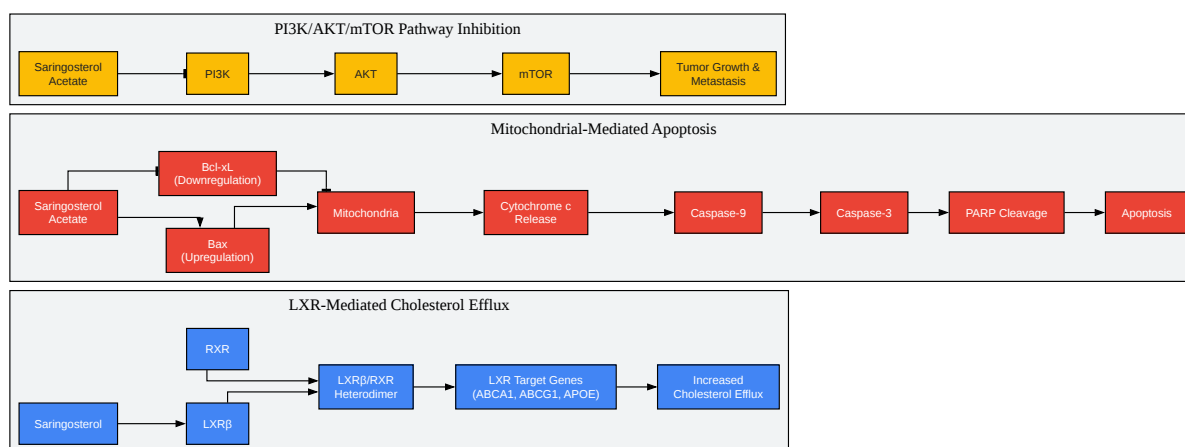 PI3K/AKT/mTOR Pathway Inhibition
Saringosterol
Acetate
PI3K
AKT
mTOR
Tumor Growth &
Metastasis
Mitochondrial-Mediated Apoptosis
Saringosterol
Acetate
Bcl-xL
(Downregulation)
Bax
(Upregulation)
Mitochondria
Cytochrome c
Release
Caspase-9
Caspase-3
PARP Cleavage
Apoptosis
LXR-Mediated Cholesterol Efflux
RXR
Saringosterol
LXRβ
LXRβ/RXR
Heterodimer
LXR Target Genes
(ABCA1, ABCG1, APOE)
Increased
Cholesterol Efflux